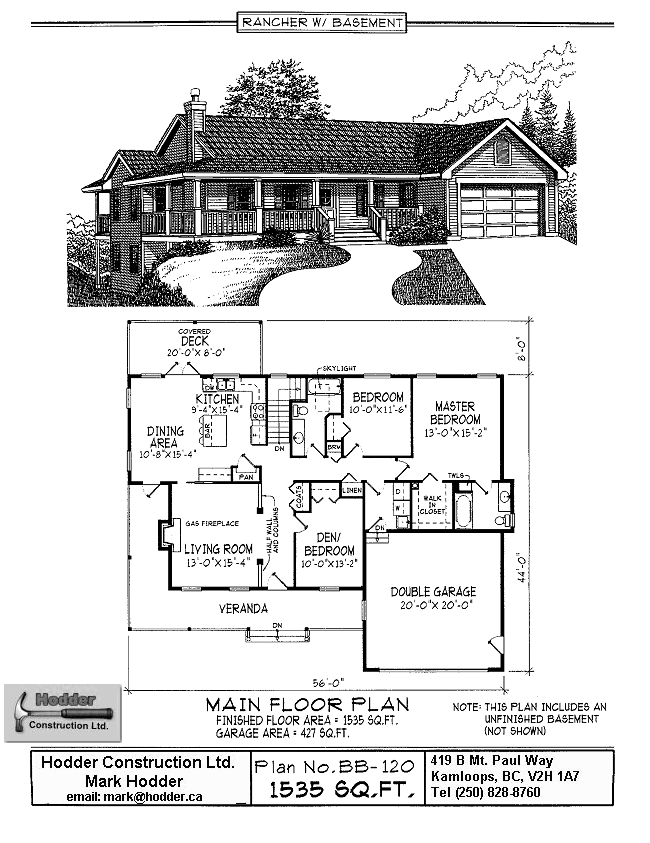 RANCHER W/ BASEMENT
COVERED
DECK
20'-0" X 8'-0"
8'-0"
SKYLIGHT
DW
KITCHEN
9'-4"X15'-4"
BAR
DINING
AREA
10'-8"X15'-4"
DN
BRM
BEDROOM
10'-0"X11'-6"
MASTER
BEDROOM
13'-0"X15'-2"
PAN
COATS
LINEN
TWLS
D
W
WALK
IN
CLOSET
DN
GAS FIREPLACE
LIVING ROOM
13'-0"X15'-4"
HALF WALL
AND COLUMNS
DEN/
BEDROOM
10'-0"X13'-2"
DOUBLE GARAGE
20'-0"X 20'-0"
44'-0"
VERANDA
DN
56'-0"
MAIN FLOOR PLAN
FINISHED FLOOR AREA = 1535 SQ.FT.
GARAGE AREA = 427 SQ.FT.
NOTE: THIS PLAN INCLUDES AN
UNFINISHED BASEMENT
(NOT SHOWN)
Hodder
Construction Ltd.
Hodder Construction Ltd.
Mark Hodder
email: mark@hodder.ca
Plan No.BB-120
1535 SQ.FT.
419 B Mt. Paul Way
Kamloops, BC, V2H 1A7
Tel (250) 828-8760